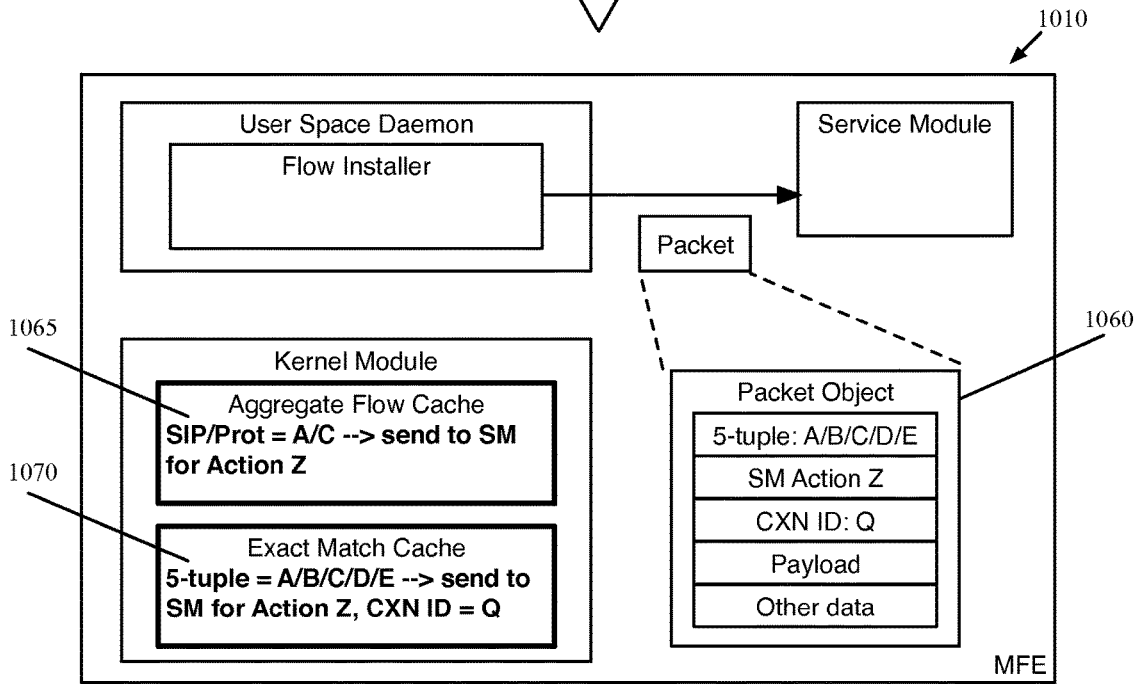 1010
User Space Daemon
Flow Installer
Service Module
Packet
1065
1060
Kernel Module
Aggregate Flow Cache
SIP/Prot = A/C --> send to SM
for Action Z
1070
Exact Match Cache
5-tuple = A/B/C/D/E --> send to
SM for Action Z, CXN ID = Q
Packet Object
5-tuple: A/B/C/D/E
SM Action Z
CXN ID: Q
Payload
Other data
MFE